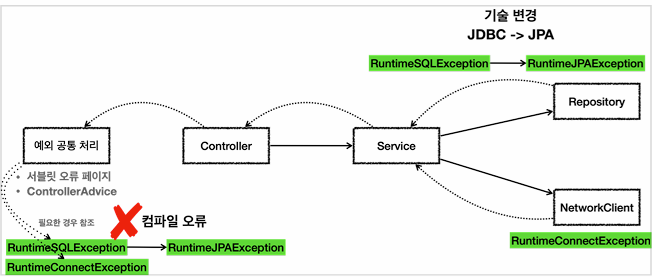 기술 변경
JDBC -> JPA
RuntimeSQLException
RuntimeJPAException
Repository
예외 공통 처리
Controller
Service
• 서블릿 오류 페이지
• ControllerAdvice
NetworkClient
필요한 경우 참조
컴파일 오류
RuntimeConnectException
RuntimeSQLException
RuntimeJPAException
RuntimeConnectException